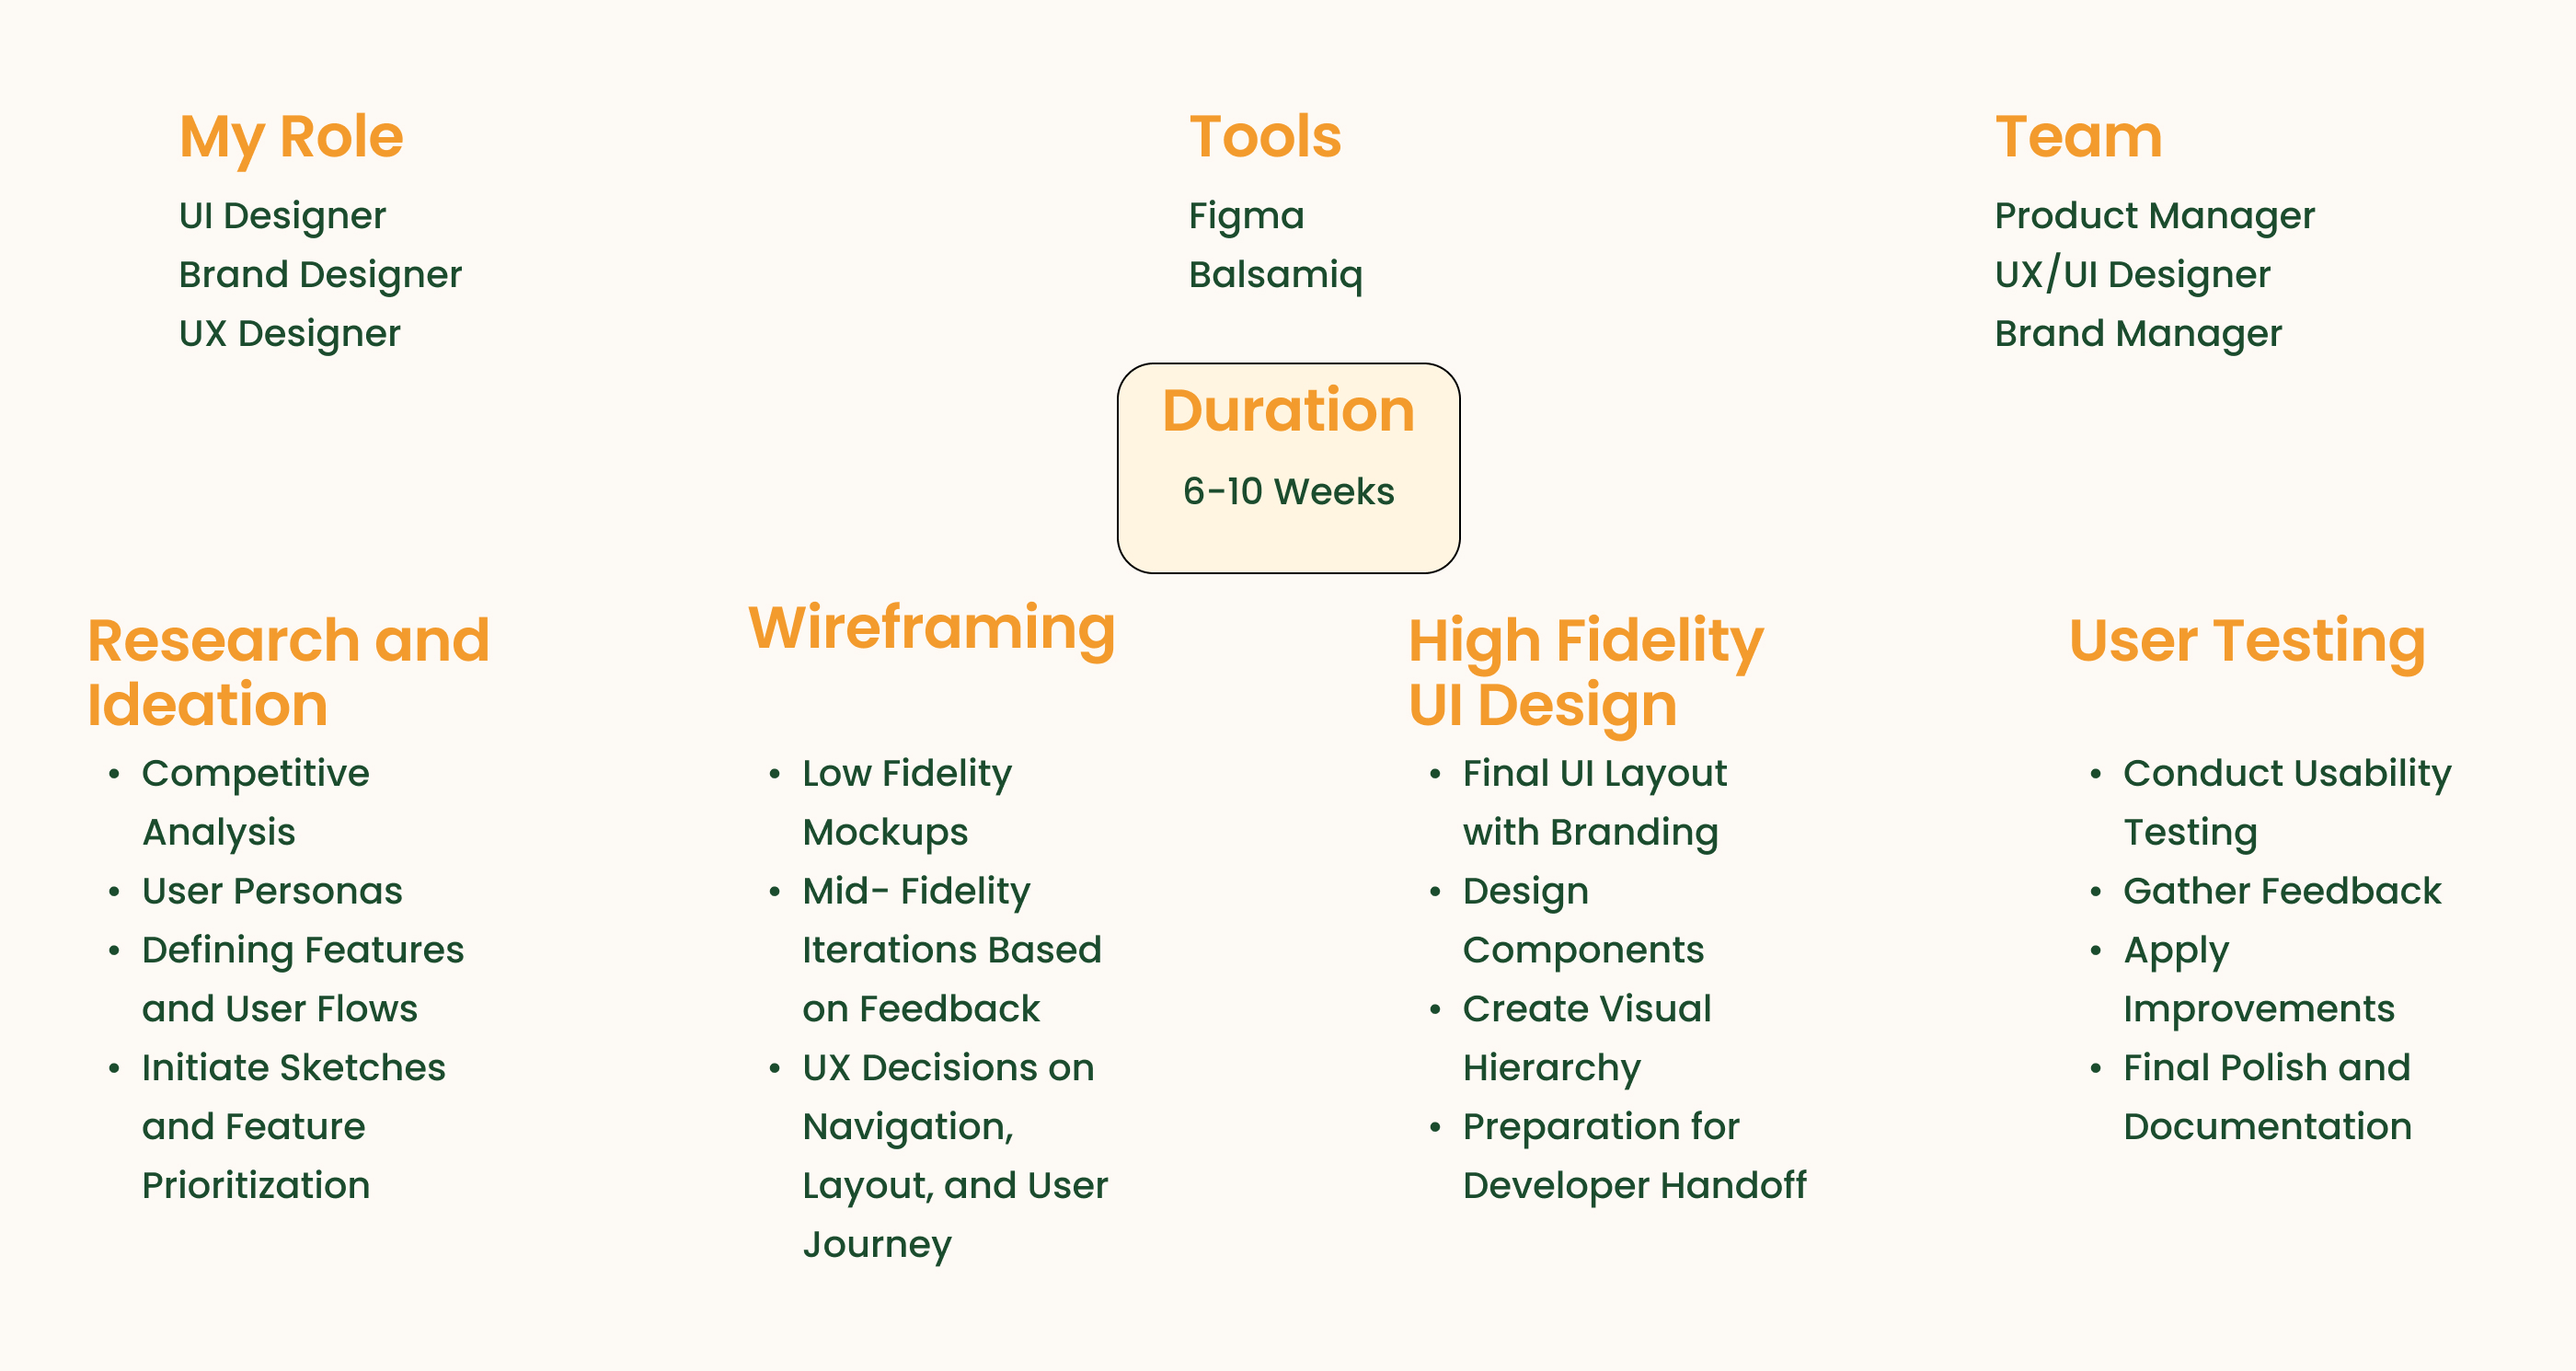 My Role
UI Designer
Brand Designer
UX Designer
Tools
Figma
Balsamiq
Team
Product Manager
UX/UI Designer
Brand Manager
Duration
6-10 Weeks
Research and
Ideation
• Competitive
Analysis
• User Personas
• Defining Features
and User Flows
• Initiate Sketches
and Feature
Prioritization
Wireframing
• Low Fidelity
Mockups
• Mid- Fidelity
Iterations Based
on Feedback
• UX Decisions on
Navigation,
Layout, and User
Journey
High Fidelity
UI Design
• Final UI Layout
with Branding
• Design
Components
• Create Visual
Hierarchy
• Preparation for
Developer Handoff
User Testing
• Conduct Usability
Testing
• Gather Feedback
• Apply
Improvements
• Final Polish and
Documentation